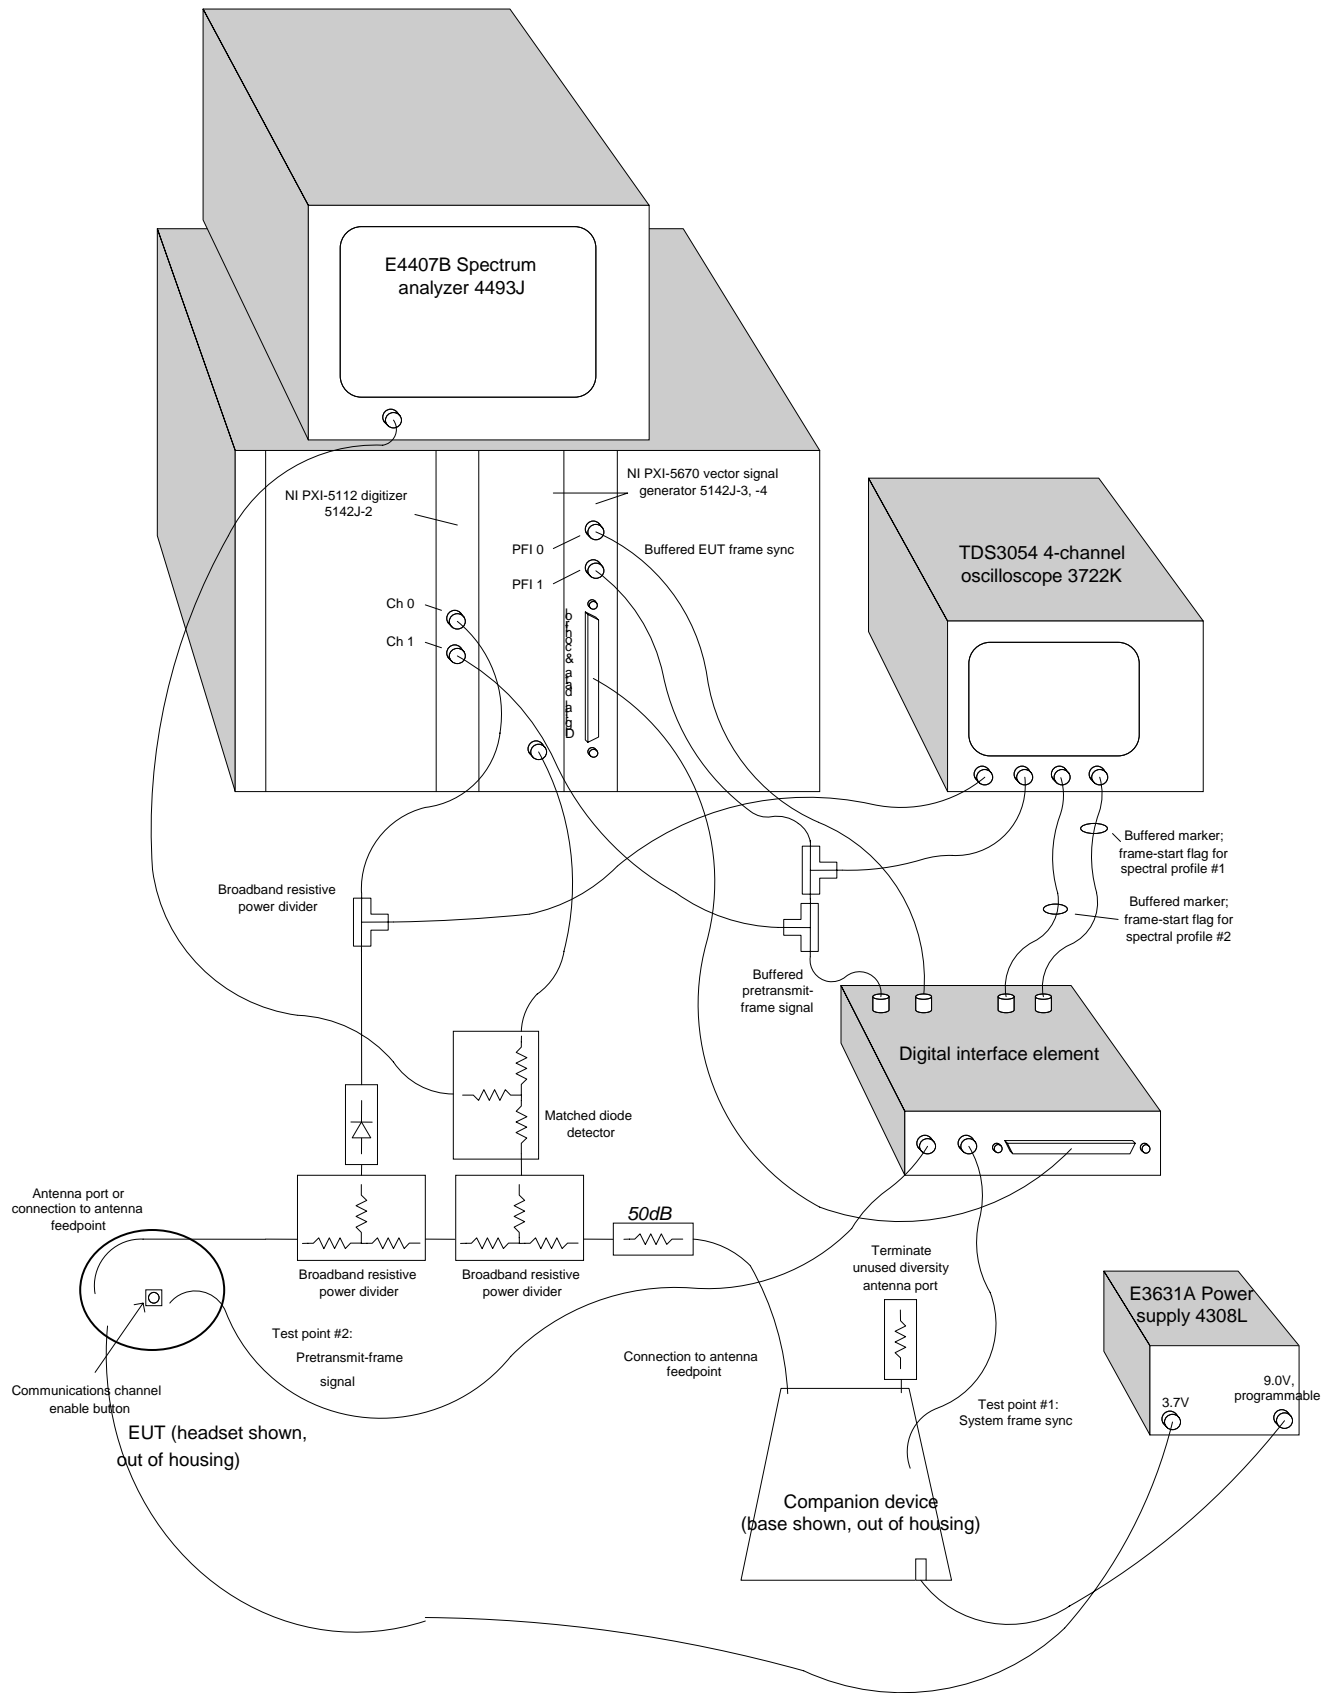 E4407B Spectrum
analyzer 4493J
NI PXI-5112 digitizer
5142J-2
NI PXI-5670 vector signal
generator 5142J-3, -4
PFI 0
Buffered EUT frame sync
PFI 1
Ch 0
Ch 1
Digital data & control
TDS3054 4-channel
oscilloscope 3722K
Buffered marker;
frame-start flag for
spectral profile #1
Buffered marker;
frame-start flag for
spectral profile #2
Broadband resistive
power divider
Buffered
pretransmit-
frame signal
Digital interface element
Matched diode
detector
Antenna port or
connection to antenna
feedpoint
50dB
Broadband resistive
power divider
Broadband resistive
power divider
Terminate
unused diversity
antenna port
E3631A Power
supply 4308L
3.7V
9.0V,
programmable
Test point #2:
Pretransmit-frame
signal
Communications channel
enable button
EUT (headset shown,
out of housing)
Connection to antenna
feedpoint
Test point #1:
System frame sync
Companion device
(base shown, out of housing)